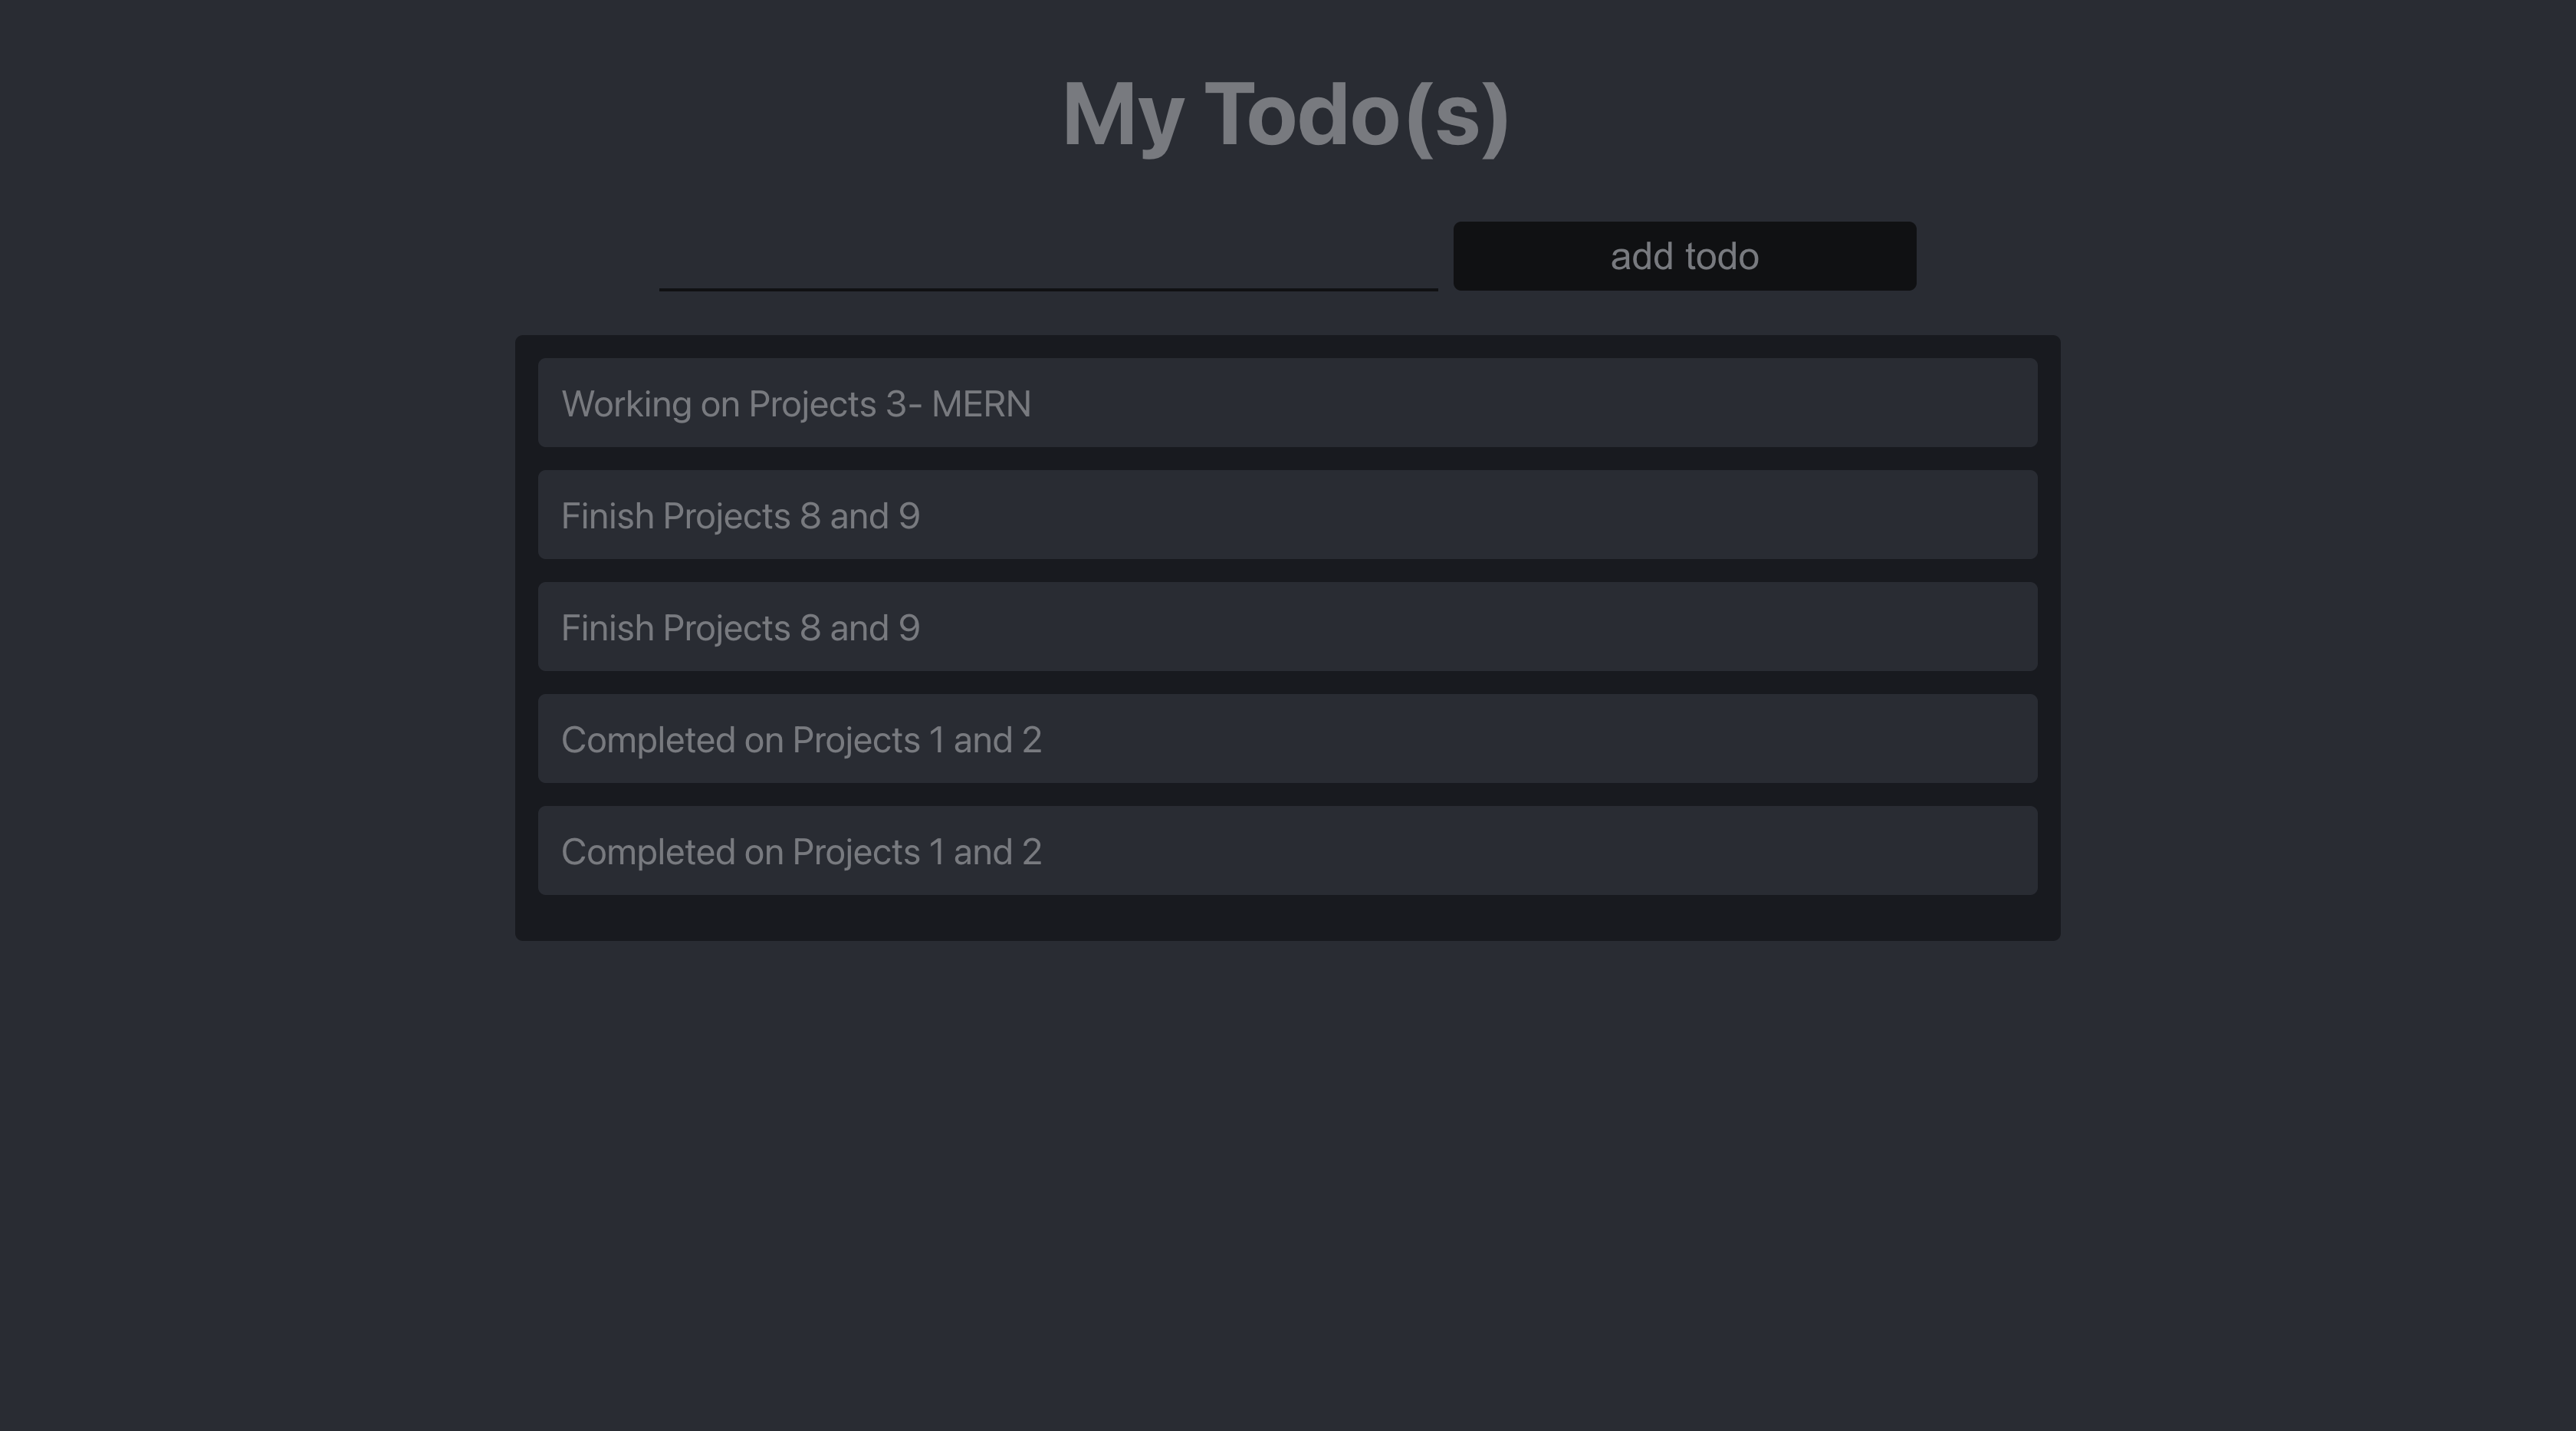 My Todo(s)
add todo
Working on Projects 3- MERN
Finish Projects 8 and 9
Finish Projects 8 and 9
Completed on Projects 1 and 2
Completed on Projects 1 and 2